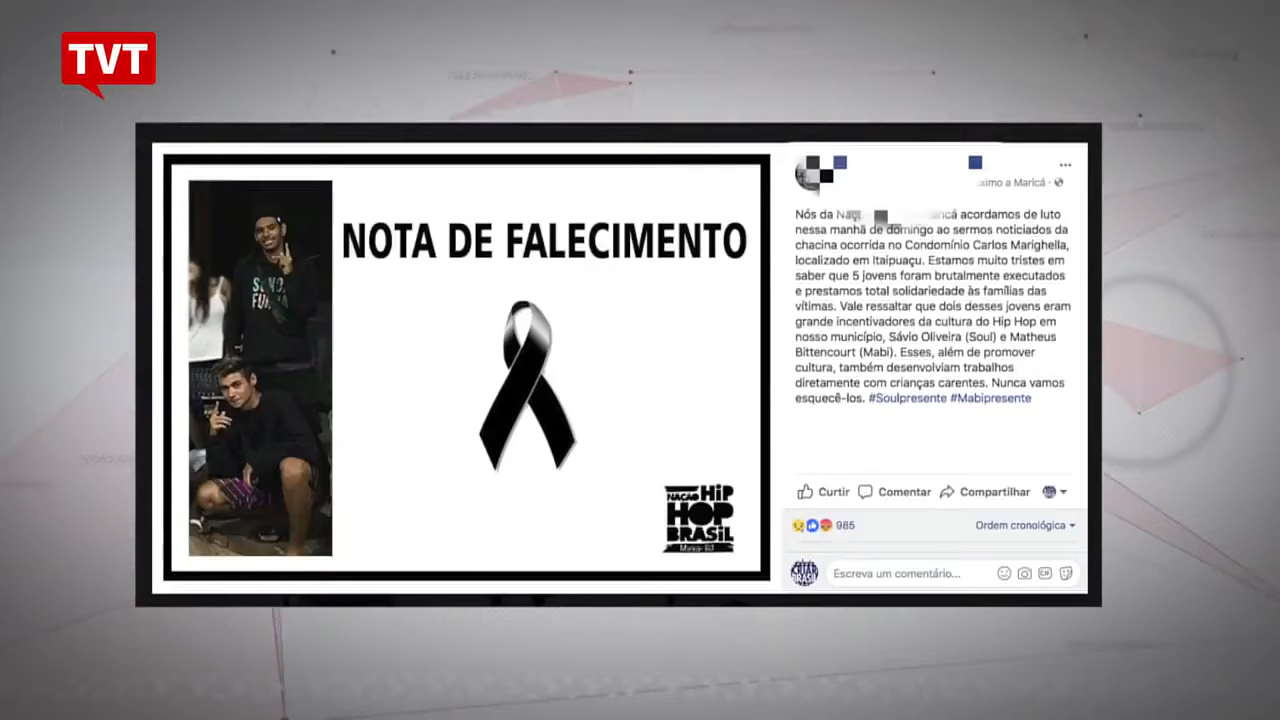 TVT
NOTA DE FALECIMENTO
NAÇÃO HIP
HOP
BRASIL
Maricá-RJ
ximo a Maricá
Nós da icá acordamos de luto
nessa manhã de domingo ao sermos noticiados da
chacina ocorrida no Condomínio Carlos Marighella,
localizado em Itaipuaçu. Estamos muito tristes em
saber que 5 jovens foram brutalmente executados
e prestamos total solidariedade às famílias das
vítimas. Vale ressaltar que dois desses jovens eram
grande incentivadores da cultura do Hip Hop em
nosso município, Sávio Oliveira (Soul) e Matheus
Bittencourt (Mabi). Esses, além de promover
cultura, também desenvolviam trabalhos
diretamente com crianças carentes. Nunca vamos
esquecê-los. #Soulpresente #Mabipresente
Curtir Comentar Compartilhar
985 Ordem cronológica
Escreva um comentário... GIF